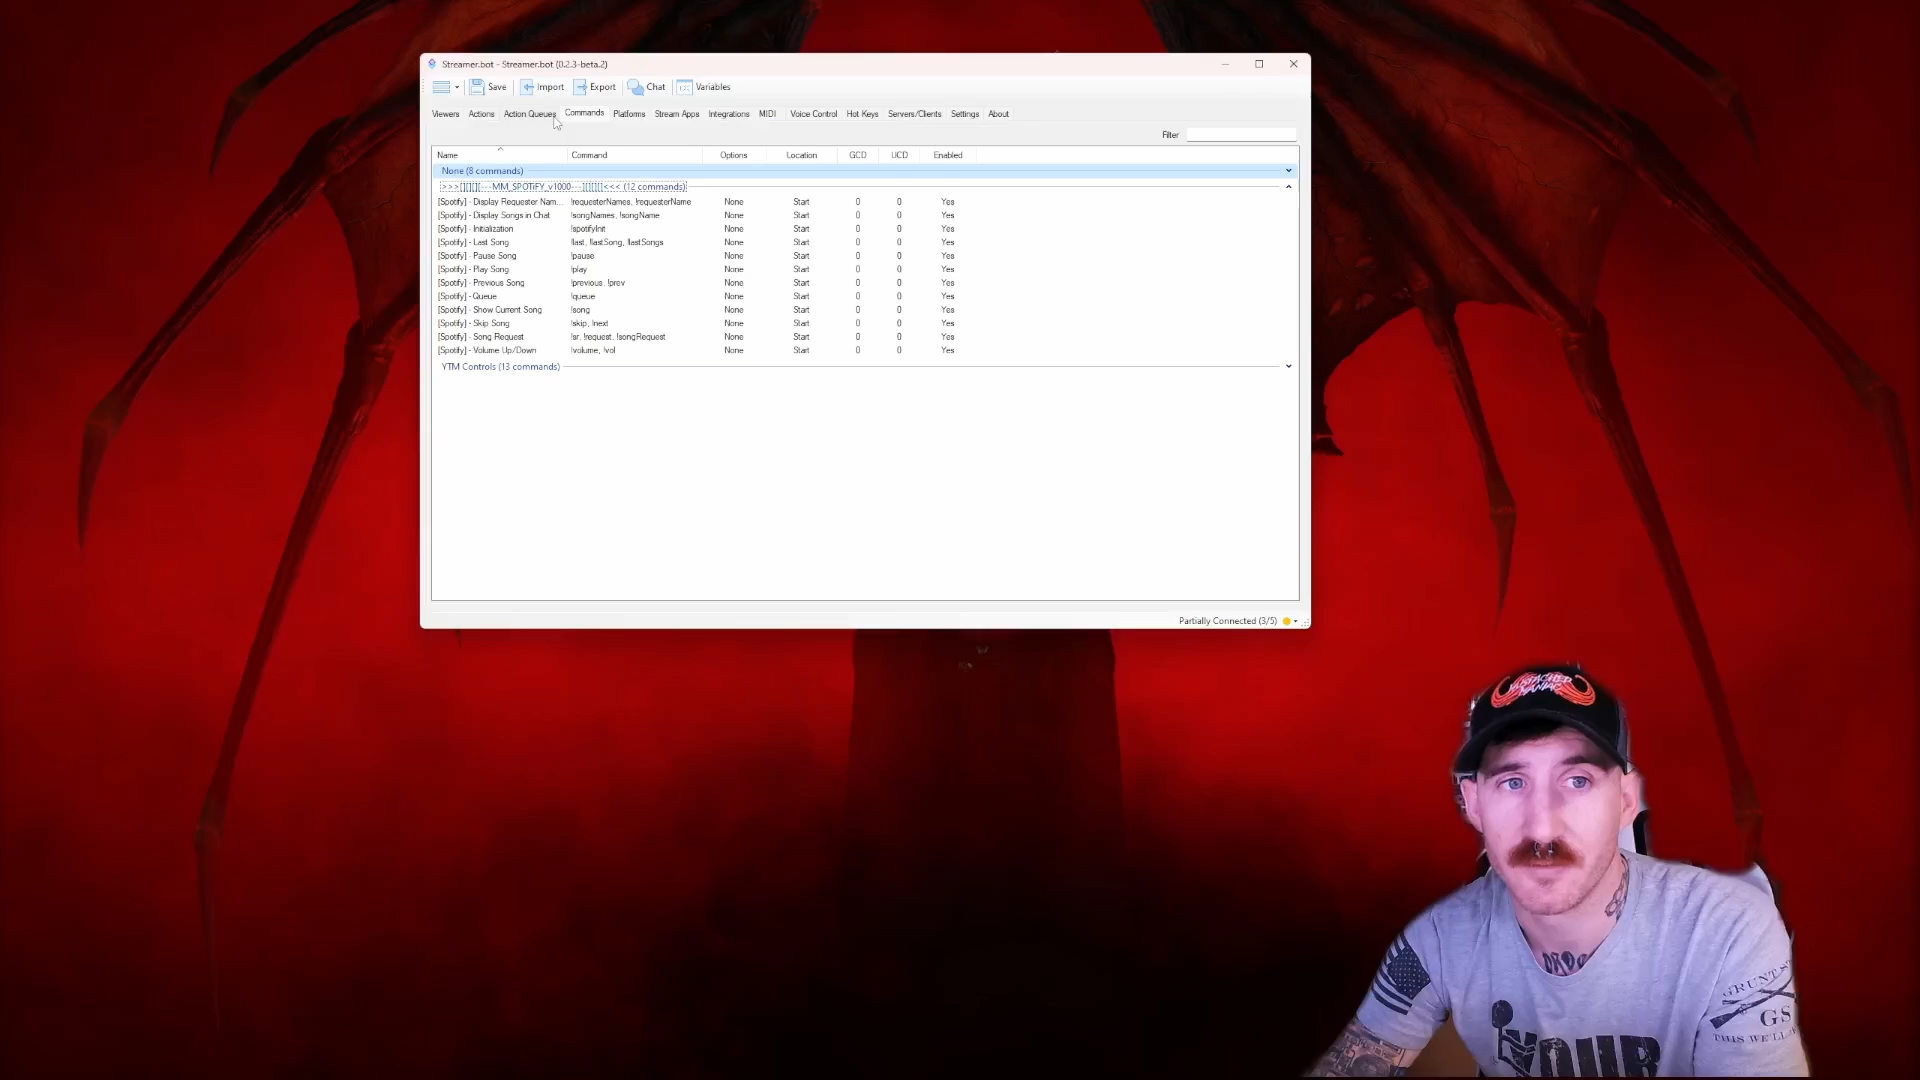 Streamer.bot - Streamer.bot (0.2.3-beta.2)
Save Import Export Chat Variables
Viewers Actions Action Queues Commands Platforms Stream Apps Integrations MIDI Voice Control Hot Keys Servers/Clients Settings About
Filter
Name Command Options Location GCD UCD Enabled
None (8 commands)
>>>[][][][---MM_SPOTiFY_v1000---][][][]<<< (12 commands)
[Spotify] - Display Requester Nam... !requesterNames, !requesterName None Start 0 0 Yes
[Spotify] - Display Songs in Chat !songNames, !songName None Start 0 0 Yes
[Spotify] - Initialization !spotifyInit None Start 0 0 Yes
[Spotify] - Last Song !last, !lastSong, !lastSongs None Start 0 0 Yes
[Spotify] - Pause Song !pause None Start 0 0 Yes
[Spotify] - Play Song !play None Start 0 0 Yes
[Spotify] - Previous Song !previous, !prev None Start 0 0 Yes
[Spotify] - Queue !queue None Start 0 0 Yes
[Spotify] - Show Current Song !song None Start 0 0 Yes
[Spotify] - Skip Song !skip, !next None Start 0 0 Yes
[Spotify] - Song Request !sr, !request, !songRequest None Start 0 0 Yes
[Spotify] - Volume Up/Down !volume, !vol None Start 0 0 Yes
YTM Controls (13 commands)
Partially Connected (3/5)
MUSTACHED
MANIAC
GRUNT
GS
THIS WE'LL
YOUR